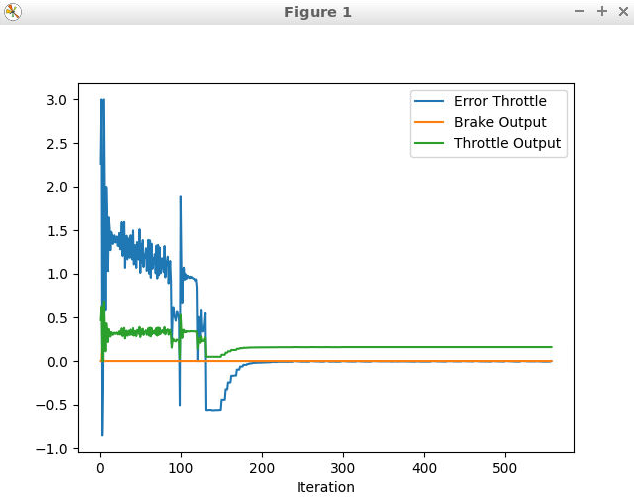 Figure 1
3.0
2.5
2.0
1.5
1.0
0.5
0.0
−0.5
−1.0
Error Throttle
Brake Output
Throttle Output
0 100 200 300 400 500
Iteration